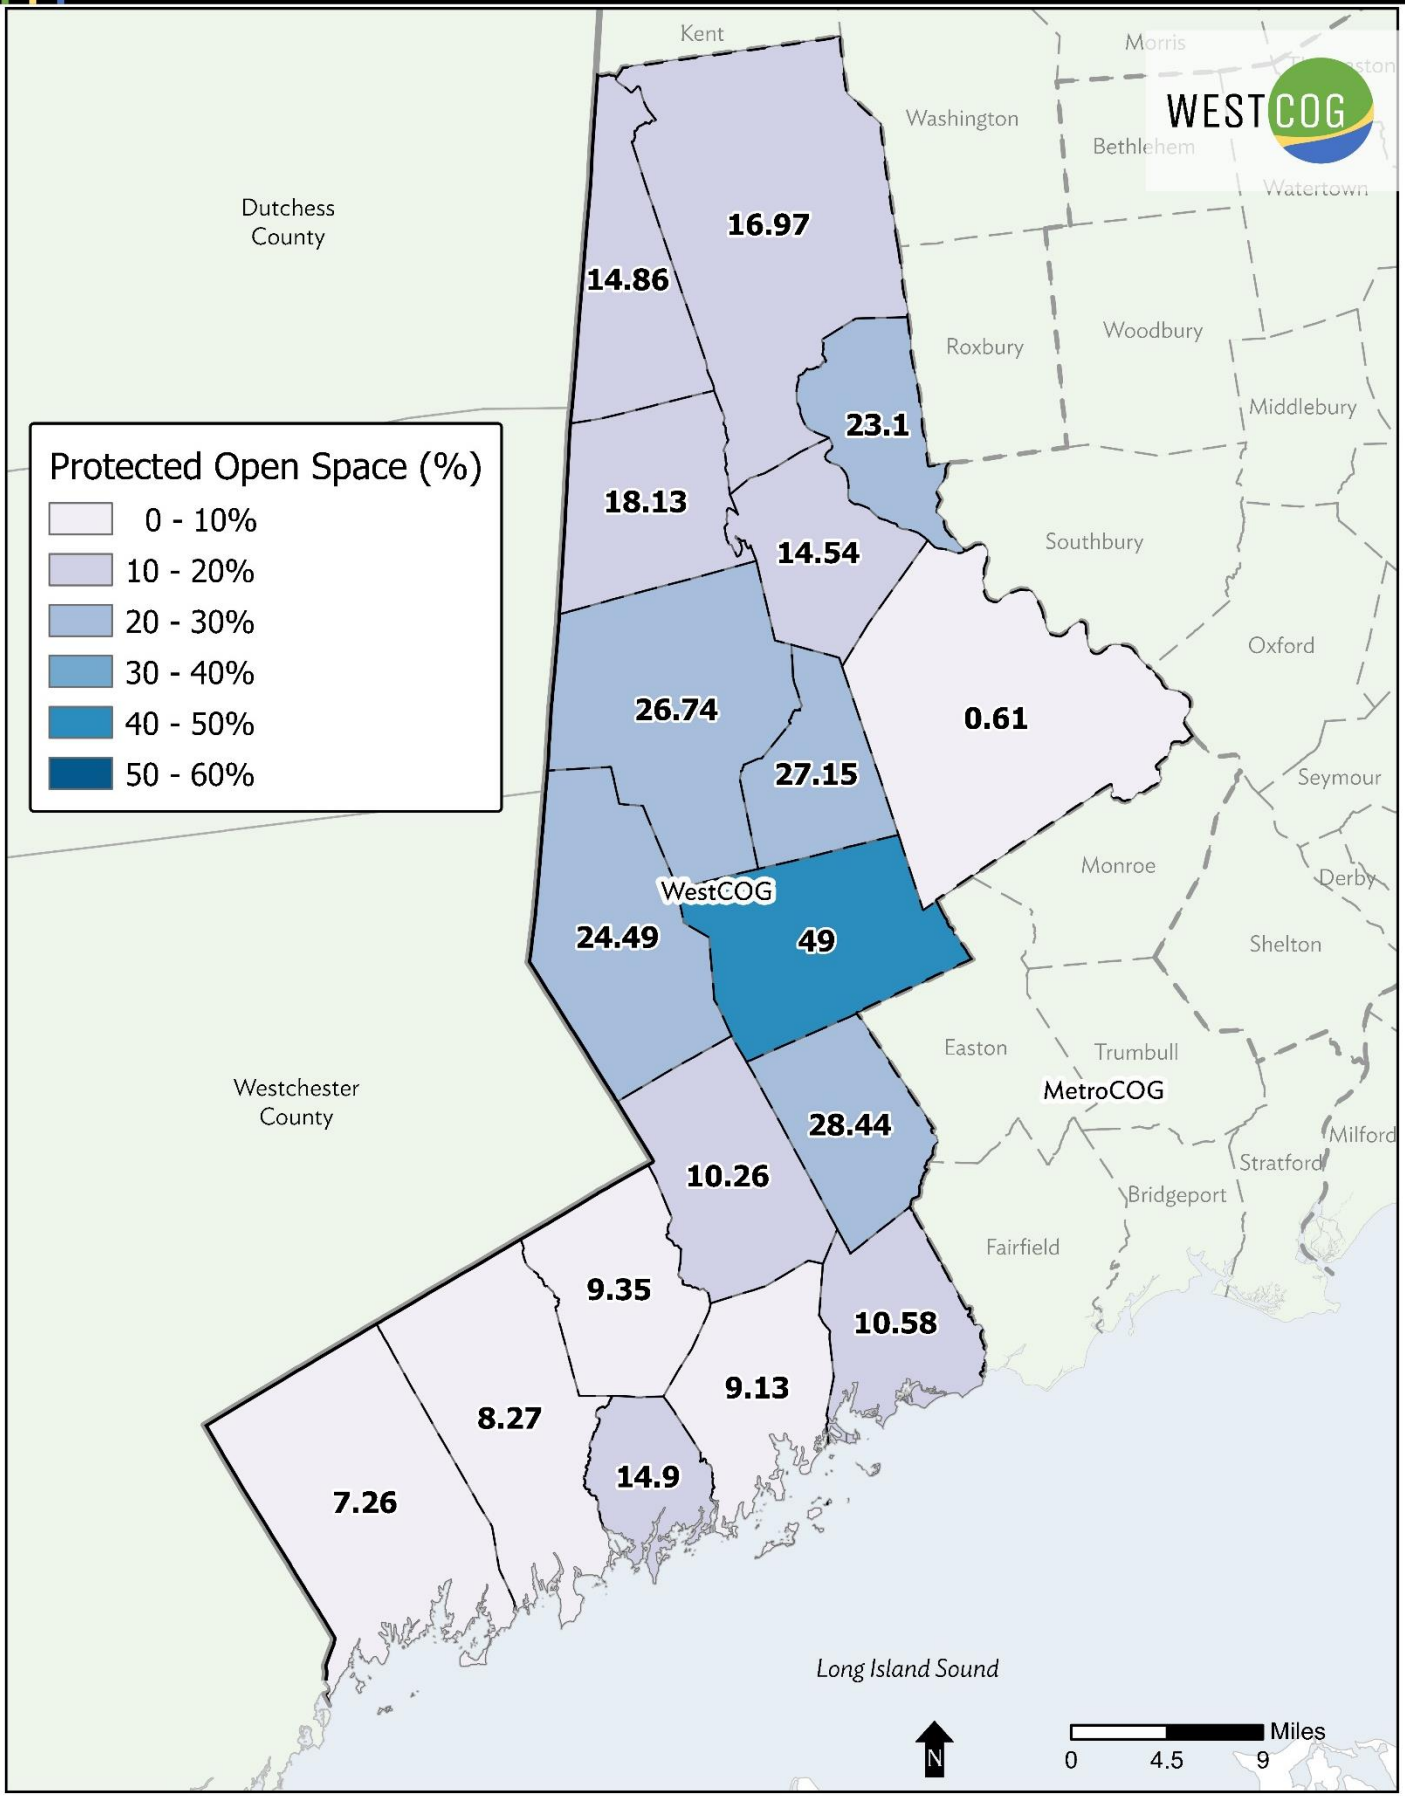 Kent
Morris
Washington
WESTCOG
Bethlehem
Watertown
Dutchess
County
16.97
14.86
Roxbury
Woodbury
Middlebury
23.1
Protected Open Space (%)
0 - 10%
10 - 20%
20 - 30%
30 - 40%
40 - 50%
50 - 60%
18.13
14.54
Southbury
Oxford
26.74
0.61
27.15
Seymour
Monroe
Derby
WestCOG
24.49
49
Shelton
Easton
Trumbull
MetroCOG
Westchester
County
28.44
Milford
Stratford
10.26
Bridgeport
Fairfield
9.35
10.58
9.13
8.27
14.9
7.26
Long Island Sound
N
Miles
0 4.5 9